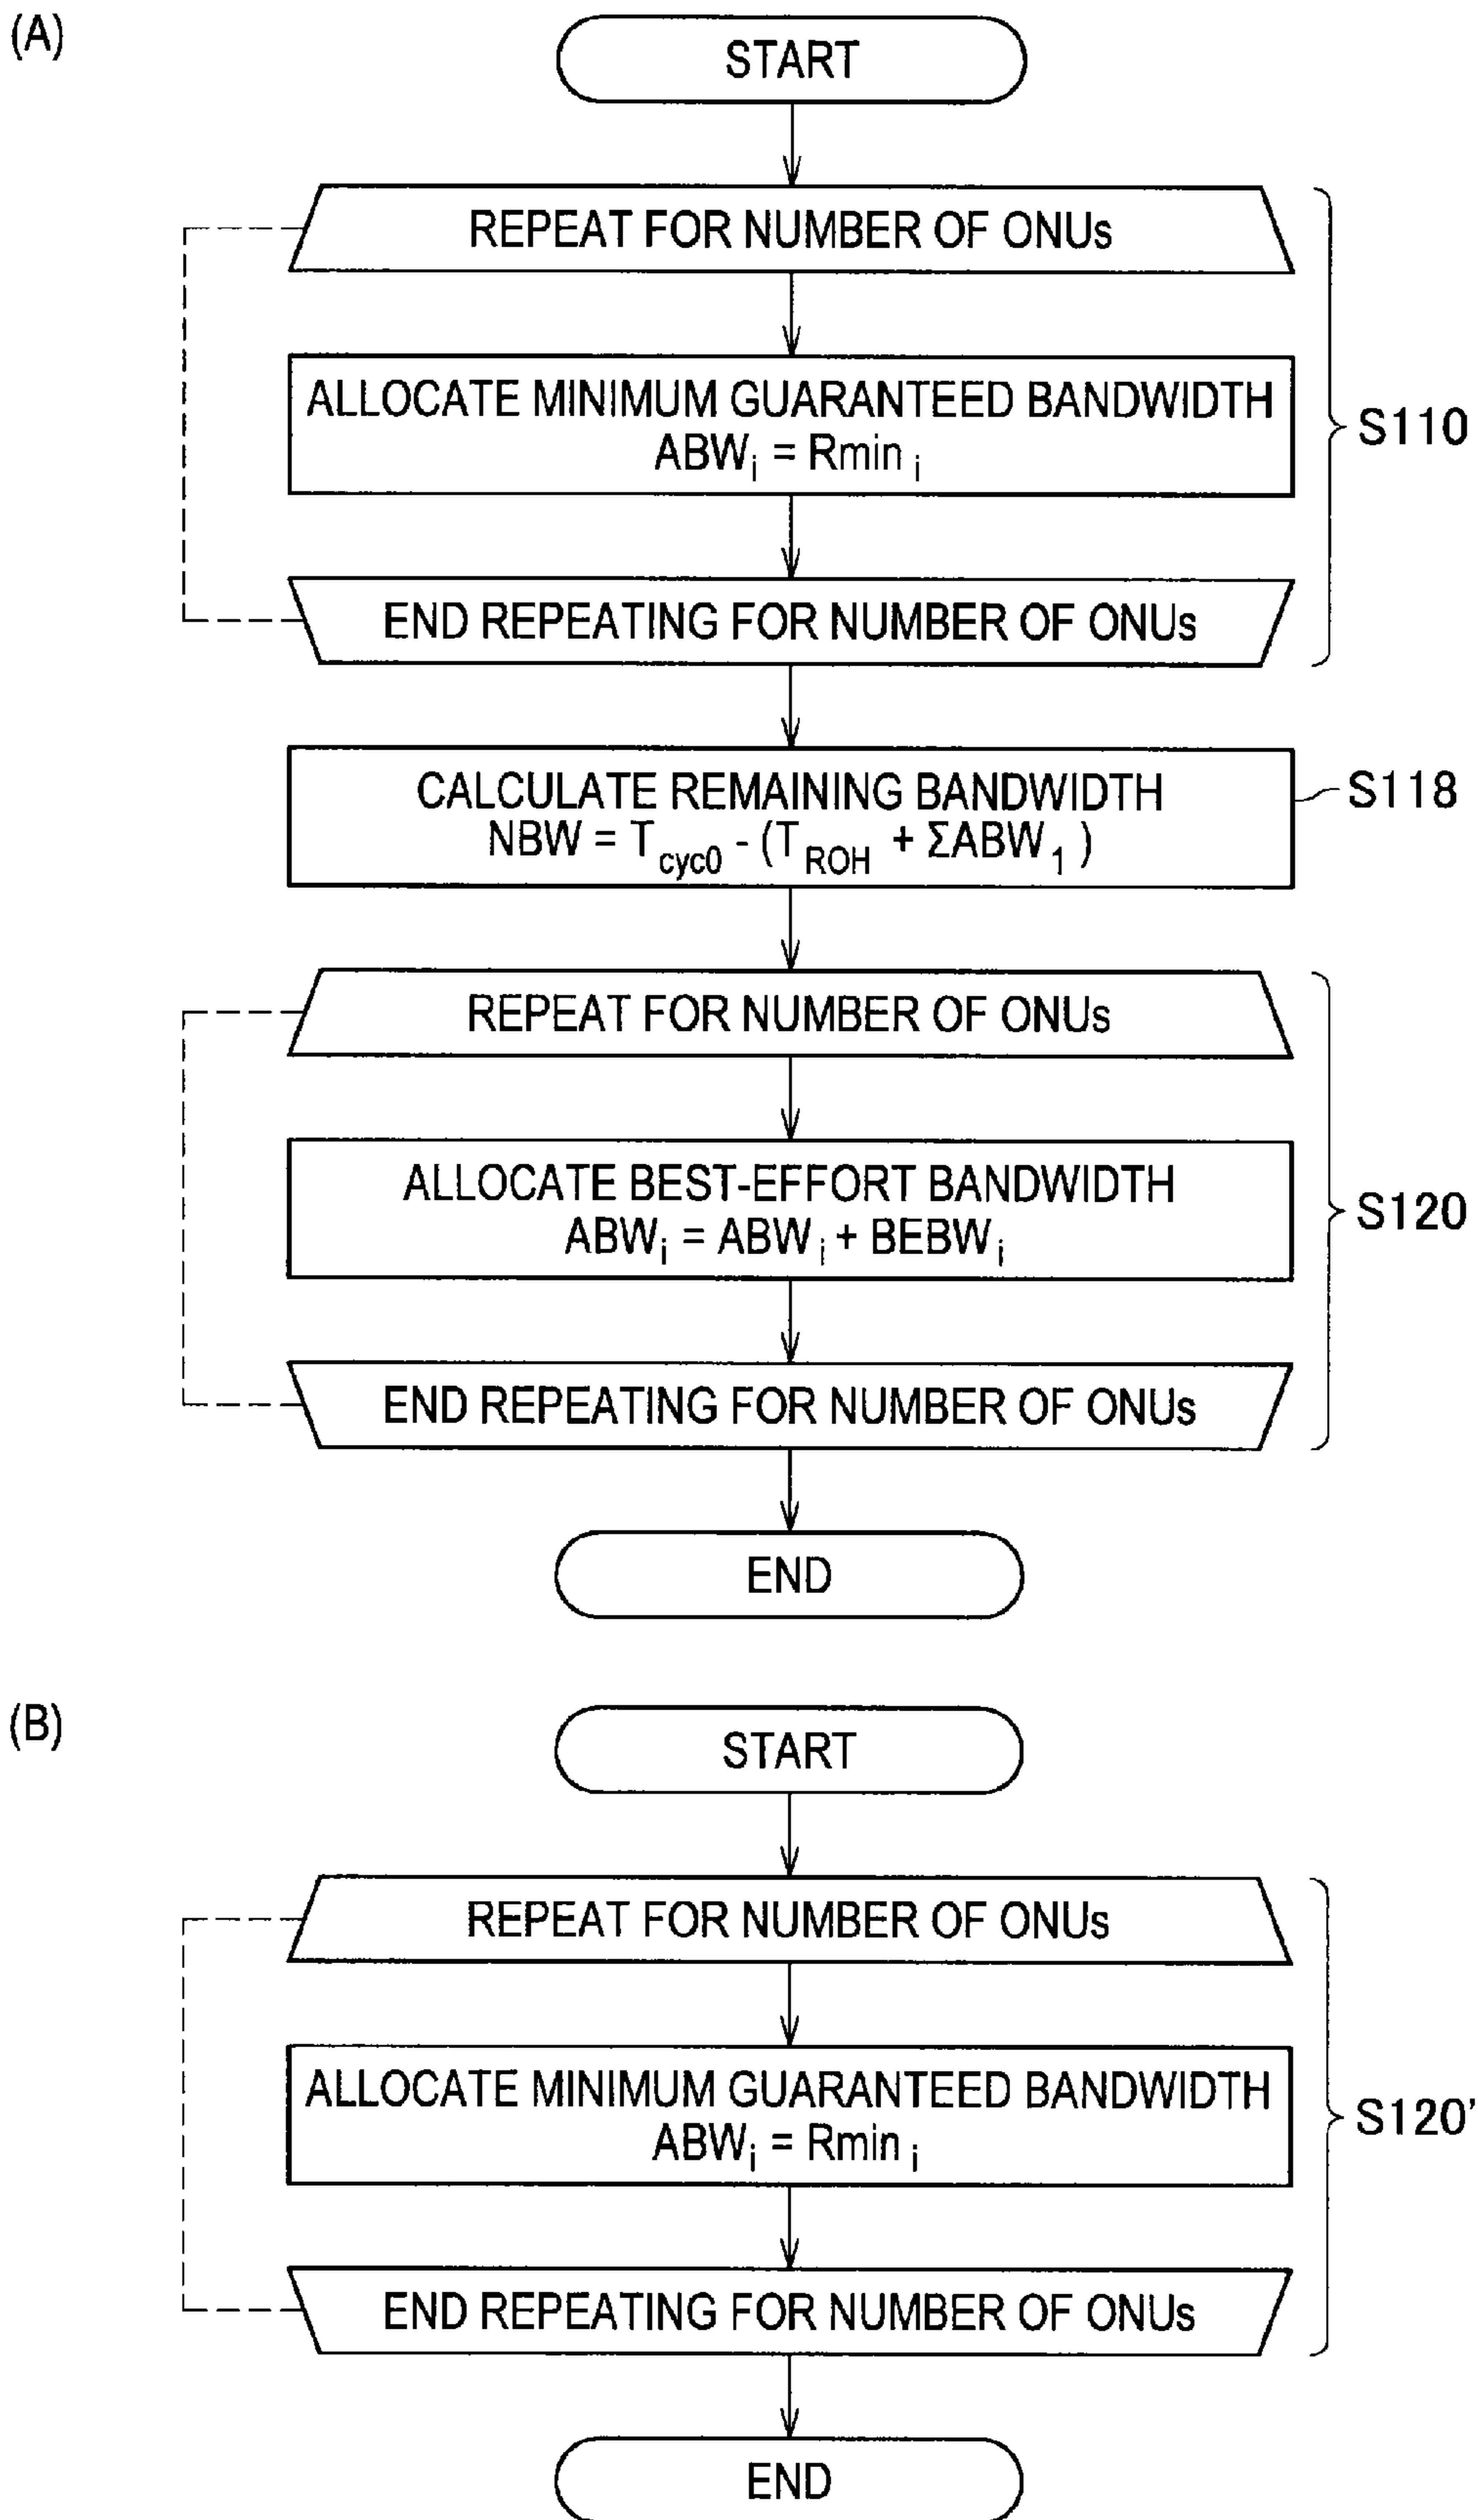 (A)
START
REPEAT FOR NUMBER OF ONUs
ALLOCATE MINIMUM GUARANTEED BANDWIDTH
ABWi = Rmin i
END REPEATING FOR NUMBER OF ONUs
S110
CALCULATE REMAINING BANDWIDTH
NBW = Tcyc0 - (TROH + ΣABW1)
S118
REPEAT FOR NUMBER OF ONUs
ALLOCATE BEST-EFFORT BANDWIDTH
ABWi = ABWi + BEBWi
END REPEATING FOR NUMBER OF ONUs
S120
END
(B)
START
REPEAT FOR NUMBER OF ONUs
ALLOCATE MINIMUM GUARANTEED BANDWIDTH
ABWi = Rmin i
END REPEATING FOR NUMBER OF ONUs
S120'
END